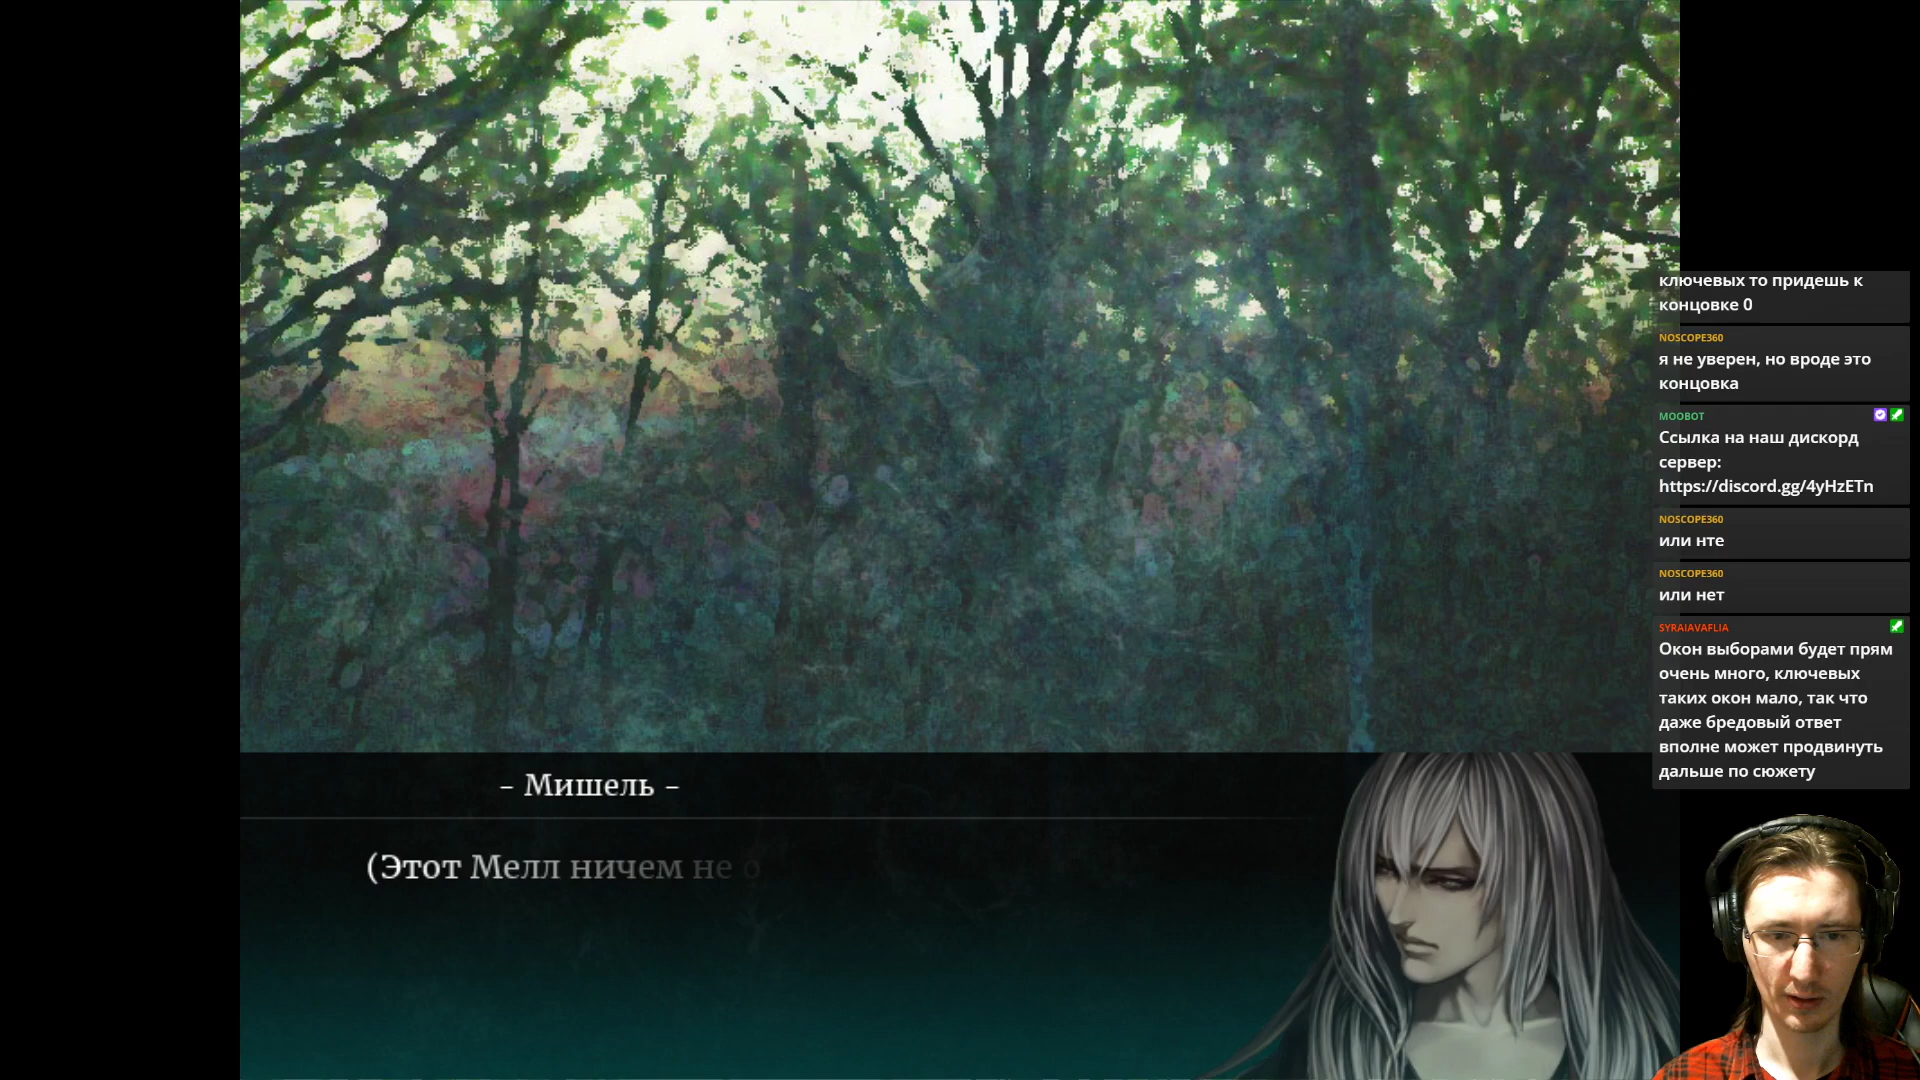 ключевых то придешь к
концовке 0
NOSCOPE360
я не уверен, но вроде это
концовка
MOOBOT
Ссылка на наш дискорд
сервер:
https://discord.gg/4yHzETn
NOSCOPE360
или нте
NOSCOPE360
или нет
SYRAIAVAFLIA
Окон выборами будет прям
очень много, ключевых
таких окон мало, так что
даже бредовый ответ
вполне может продвинуть
дальше по сюжету
- Мишель -
(Этот Мелл ничем не о